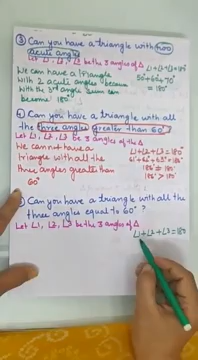 ③ Can you have a triangle with two
acute angle
Let ∠1, ∠2, ∠3 be the 3 angles of Δ
∠1+∠2+∠3=180
We can have a triangle
50°+60°+70°
with 2 acute angles because
= 180°
with the 3rd angle sum can
become 180°
④ Can you have a triangle with all
the three angles greater than 60°?
Let ∠1, ∠2, ∠3 be 3 angles of the Δ
We cannot have a
∠1+∠2+∠3=180°
triangle with all the
61°+61°+61°=180°
three angles greater than
183°=180°
60°
183°>180°
Can you have a triangle with all the
three angles equal to 60°?
Let ∠1, ∠2, ∠3 be the 3 angles of Δ
∠1+∠2+∠3=180